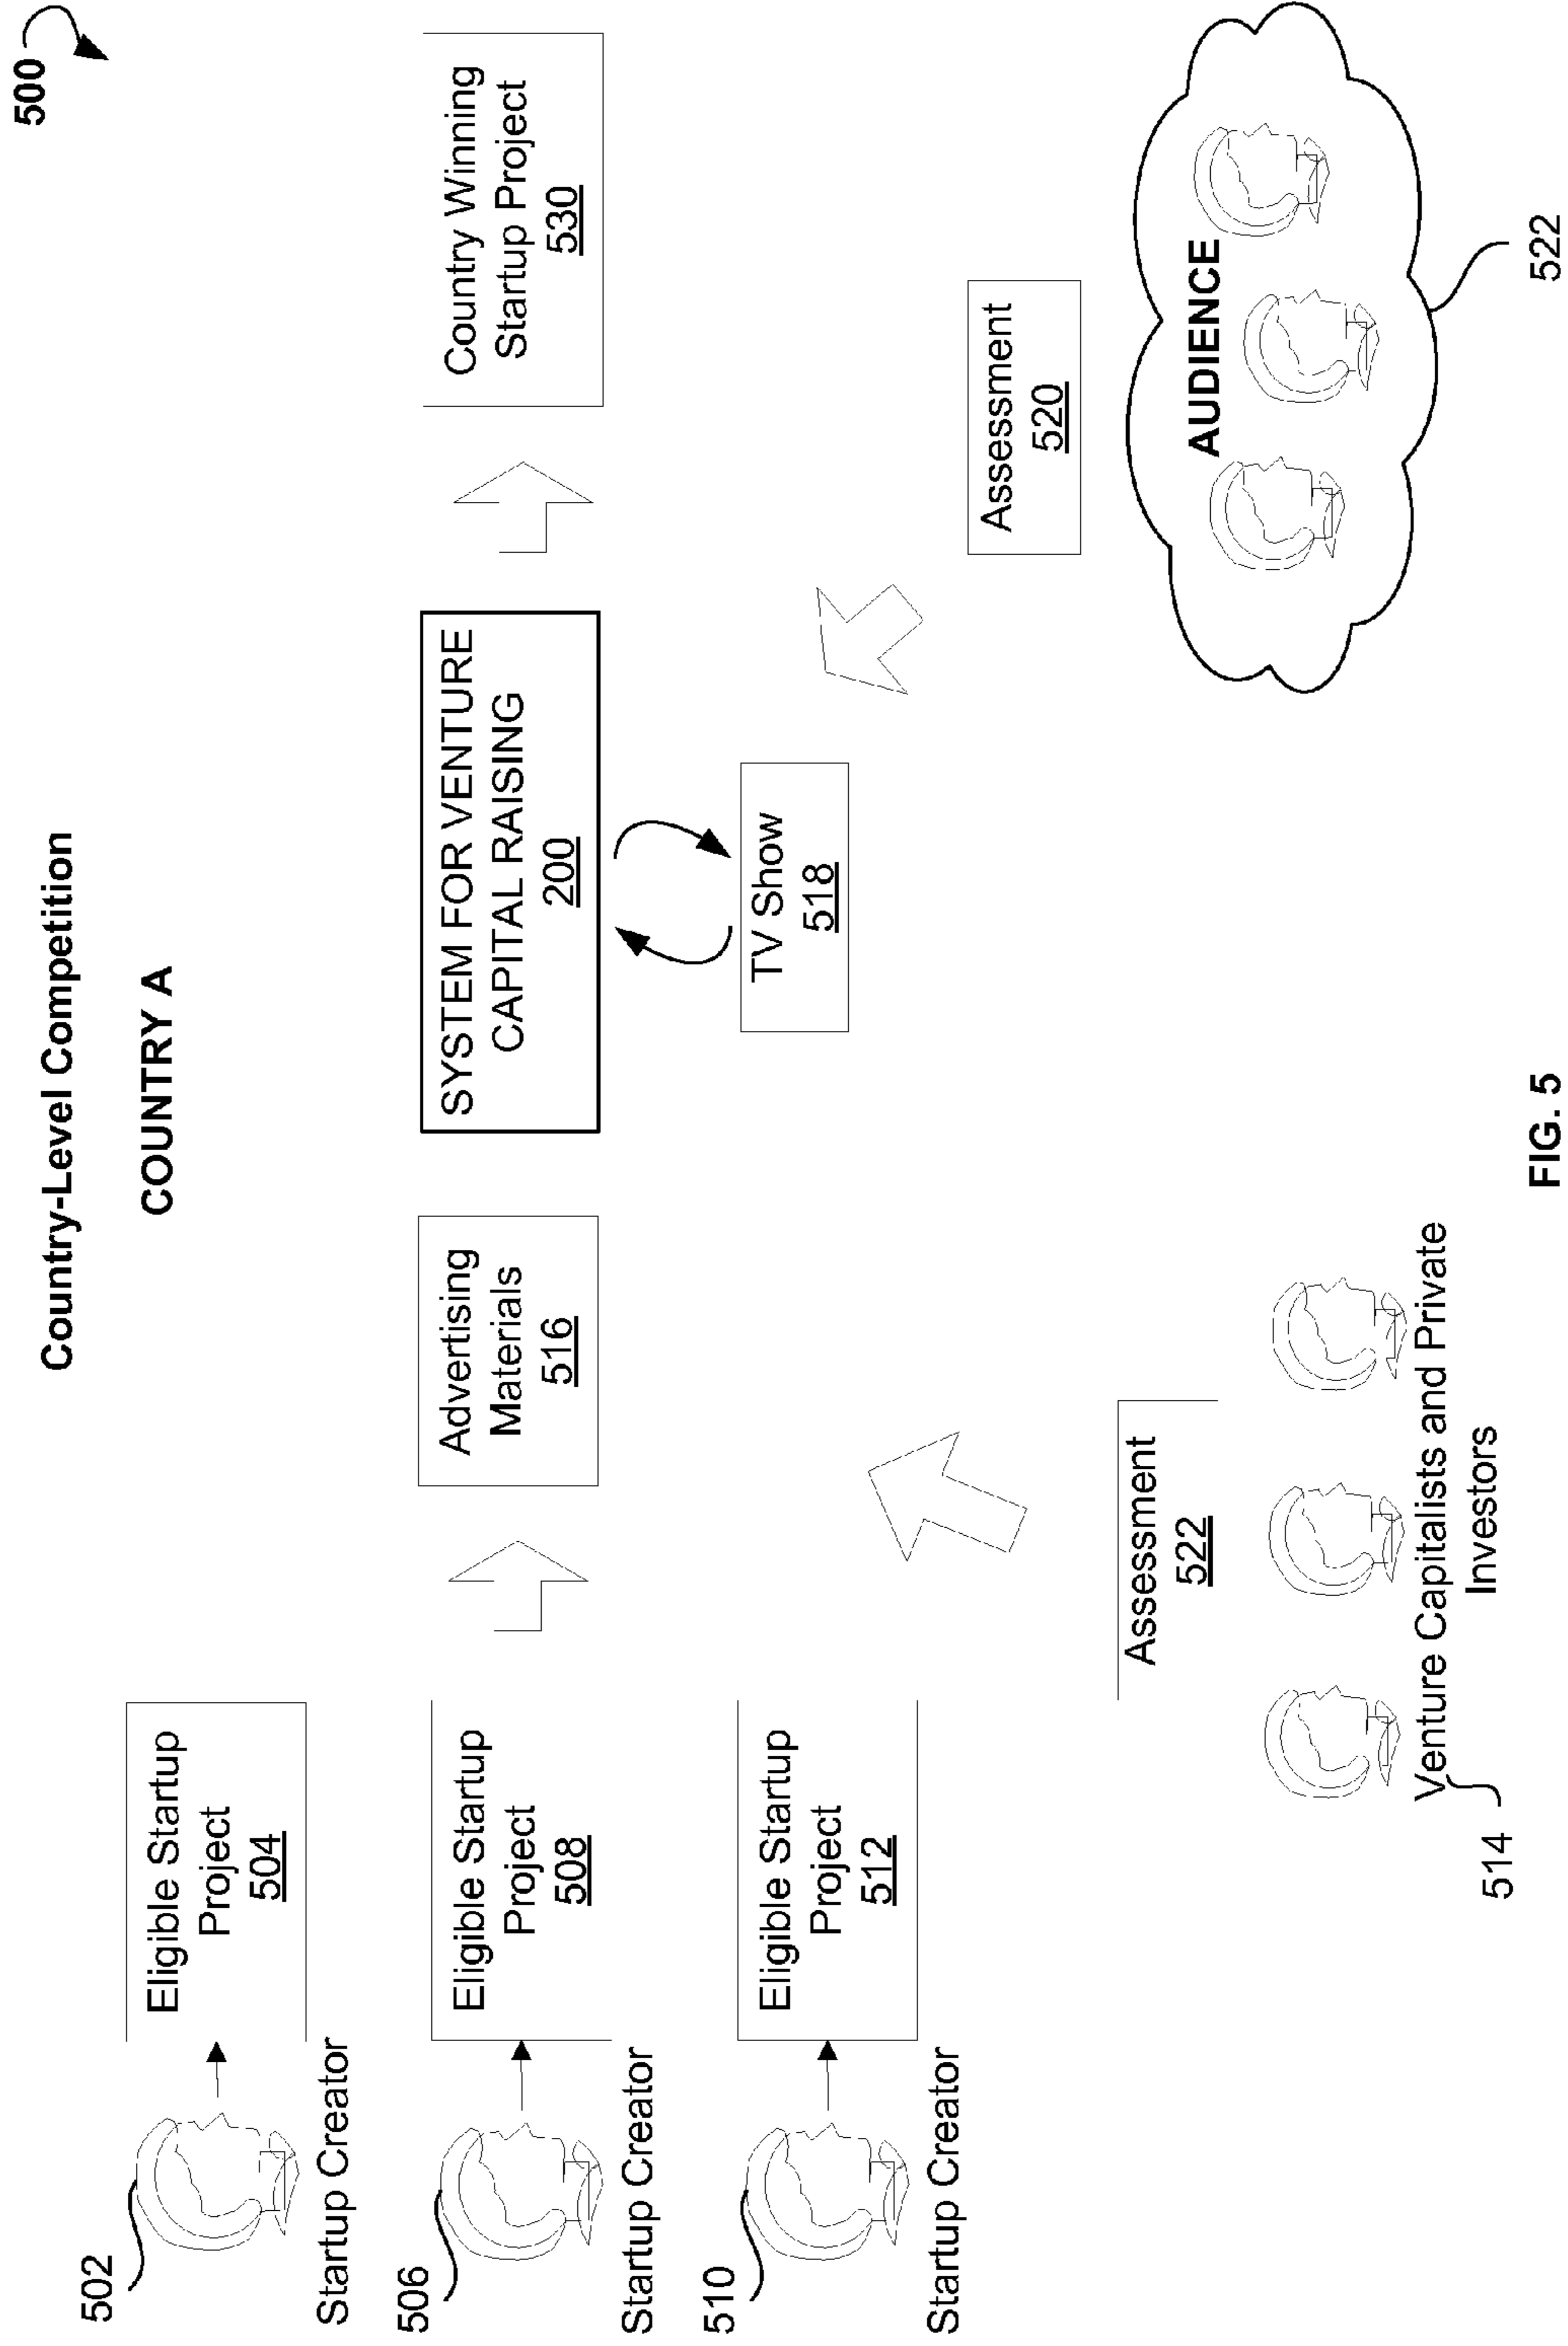 500
Country-Level Competition
COUNTRY A
502
Startup Creator
Eligible Startup
Project
504
506
Startup Creator
Eligible Startup
Project
508
510
Startup Creator
Eligible Startup
Project
512
Advertising
Materials
516
SYSTEM FOR VENTURE
CAPITAL RAISING
200
Country Winning
Startup Project
530
TV Show
518
Assessment
522
Venture Capitalists and Private
Investors
514
Assessment
520
AUDIENCE
522
FIG. 5